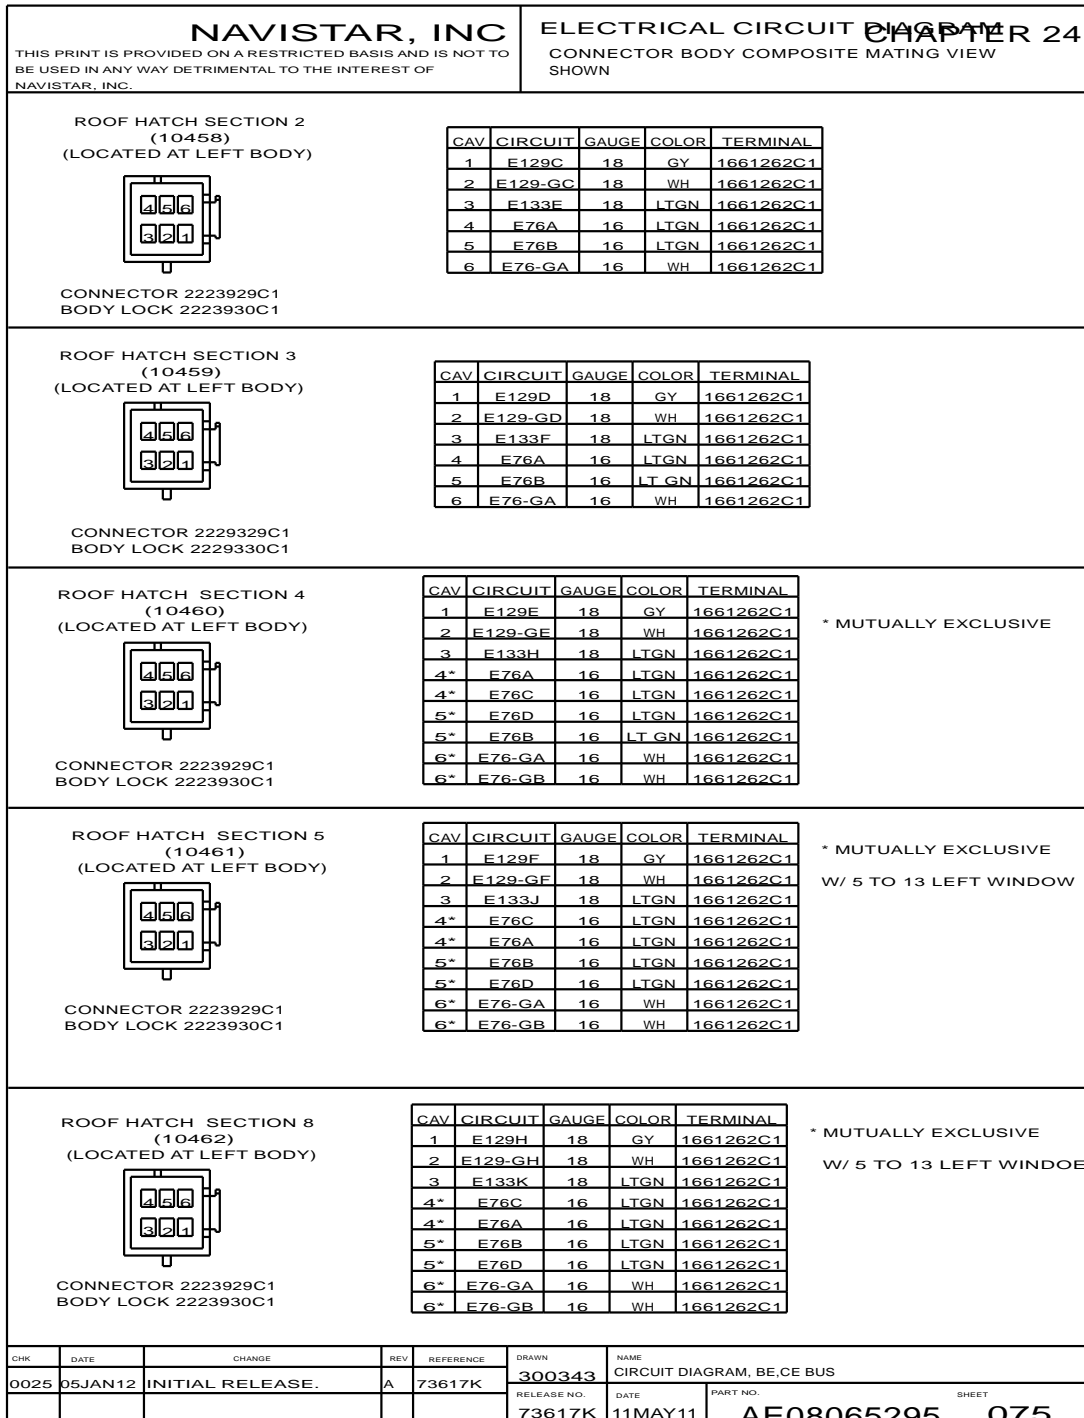 NAVISTAR, INC
THIS PRINT IS PROVIDED ON A RESTRICTED BASIS AND IS NOT TO
BE USED IN ANY WAY DETRIMENTAL TO THE INTEREST OF
NAVISTAR, INC.
ELECTRICAL CIRCUIT DIAGRAM
CHAPTER 24
CONNECTOR BODY COMPOSITE MATING VIEW
SHOWN
ROOF HATCH SECTION 2
(10458)
(LOCATED AT LEFT BODY)
4 5 6
3 2 1
CONNECTOR 2223929C1
BODY LOCK 2223930C1
CAV CIRCUIT GAUGE COLOR TERMINAL
1 E129C 18 GY 1661262C1
2 E129-GC 18 WH 1661262C1
3 E133E 18 LTGN 1661262C1
4 E76A 16 LTGN 1661262C1
5 E76B 16 LTGN 1661262C1
6 E76-GA 16 WH 1661262C1
ROOF HATCH SECTION 3
(10459)
(LOCATED AT LEFT BODY)
4 5 6
3 2 1
CONNECTOR 2229329C1
BODY LOCK 2229330C1
CAV CIRCUIT GAUGE COLOR TERMINAL
1 E129D 18 GY 1661262C1
2 E129-GD 18 WH 1661262C1
3 E133F 18 LTGN 1661262C1
4 E76A 16 LTGN 1661262C1
5 E76B 16 LT GN 1661262C1
6 E76-GA 16 WH 1661262C1
ROOF HATCH SECTION 4
(10460)
(LOCATED AT LEFT BODY)
4 5 6
3 2 1
CONNECTOR 2223929C1
BODY LOCK 2223930C1
CAV CIRCUIT GAUGE COLOR TERMINAL
1 E129E 18 GY 1661262C1
2 E129-GE 18 WH 1661262C1
3 E133H 18 LTGN 1661262C1
4* E76A 16 LTGN 1661262C1
4* E76C 16 LTGN 1661262C1
5* E76D 16 LTGN 1661262C1
5* E76B 16 LT GN 1661262C1
6* E76-GA 16 WH 1661262C1
6* E76-GB 16 WH 1661262C1
* MUTUALLY EXCLUSIVE
ROOF HATCH SECTION 5
(10461)
(LOCATED AT LEFT BODY)
4 5 6
3 2 1
CONNECTOR 2223929C1
BODY LOCK 2223930C1
CAV CIRCUIT GAUGE COLOR TERMINAL
1 E129F 18 GY 1661262C1
2 E129-GF 18 WH 1661262C1
3 E133J 18 LTGN 1661262C1
4* E76C 16 LTGN 1661262C1
4* E76A 16 LTGN 1661262C1
5* E76B 16 LTGN 1661262C1
5* E76D 16 LTGN 1661262C1
6* E76-GA 16 WH 1661262C1
6* E76-GB 16 WH 1661262C1
* MUTUALLY EXCLUSIVE
W/ 5 TO 13 LEFT WINDOW
ROOF HATCH SECTION 8
(10462)
(LOCATED AT LEFT BODY)
4 5 6
3 2 1
CONNECTOR 2223929C1
BODY LOCK 2223930C1
CAV CIRCUIT GAUGE COLOR TERMINAL
1 E129H 18 GY 1661262C1
2 E129-GH 18 WH 1661262C1
3 E133K 18 LTGN 1661262C1
4* E76C 16 LTGN 1661262C1
4* E76A 16 LTGN 1661262C1
5* E76B 16 LTGN 1661262C1
5* E76D 16 LTGN 1661262C1
6* E76-GA 16 WH 1661262C1
6* E76-GB 16 WH 1661262C1
* MUTUALLY EXCLUSIVE
W/ 5 TO 13 LEFT WINDOE
CHK DATE CHANGE REV REFERENCE
0025 05JAN12 INITIAL RELEASE. A 73617K
DRAWN
300343
NAME
CIRCUIT DIAGRAM, BE,CE BUS
RELEASE NO.
73617K
DATE
11MAY11
PART NO.
AE08065295
SHEET
075